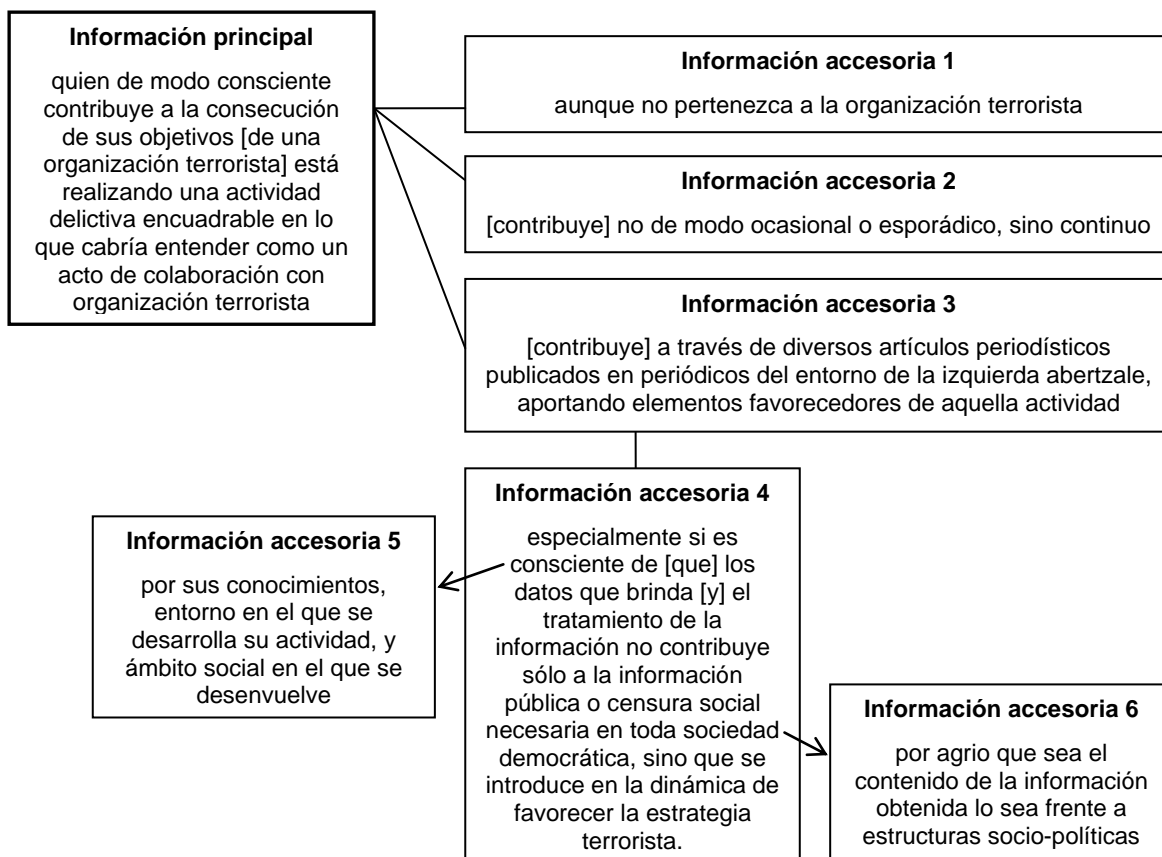 Información principal
quien de modo consciente
contribuye a la consecución
de sus objetivos [de una
organización terrorista] está
realizando una actividad
delictiva encuadrable en lo
que cabría entender como un
acto de colaboración con
organización terrorista
Información accesoria 1
aunque no pertenezca a la organización terrorista
Información accesoria 2
[contribuye] no de modo ocasional o esporádico, sino continuo
Información accesoria 3
[contribuye] a través de diversos artículos periodísticos
publicados en periódicos del entorno de la izquierda abertzale,
aportando elementos favorecedores de aquella actividad
Información accesoria 4
especialmente si es
consciente de [que] los
datos que brinda [y] el
tratamiento de la
información no contribuye
sólo a la información
pública o censura social
necesaria en toda sociedad
democrática, sino que se
introduce en la dinámica de
favorecer la estrategia
terrorista.
Información accesoria 5
por sus conocimientos,
entorno en el que se
desarrolla su actividad, y
ámbito social en el que se
desenvuelve
Información accesoria 6
por agrio que sea el
contenido de la información
obtenida lo sea frente a
estructuras socio-políticas